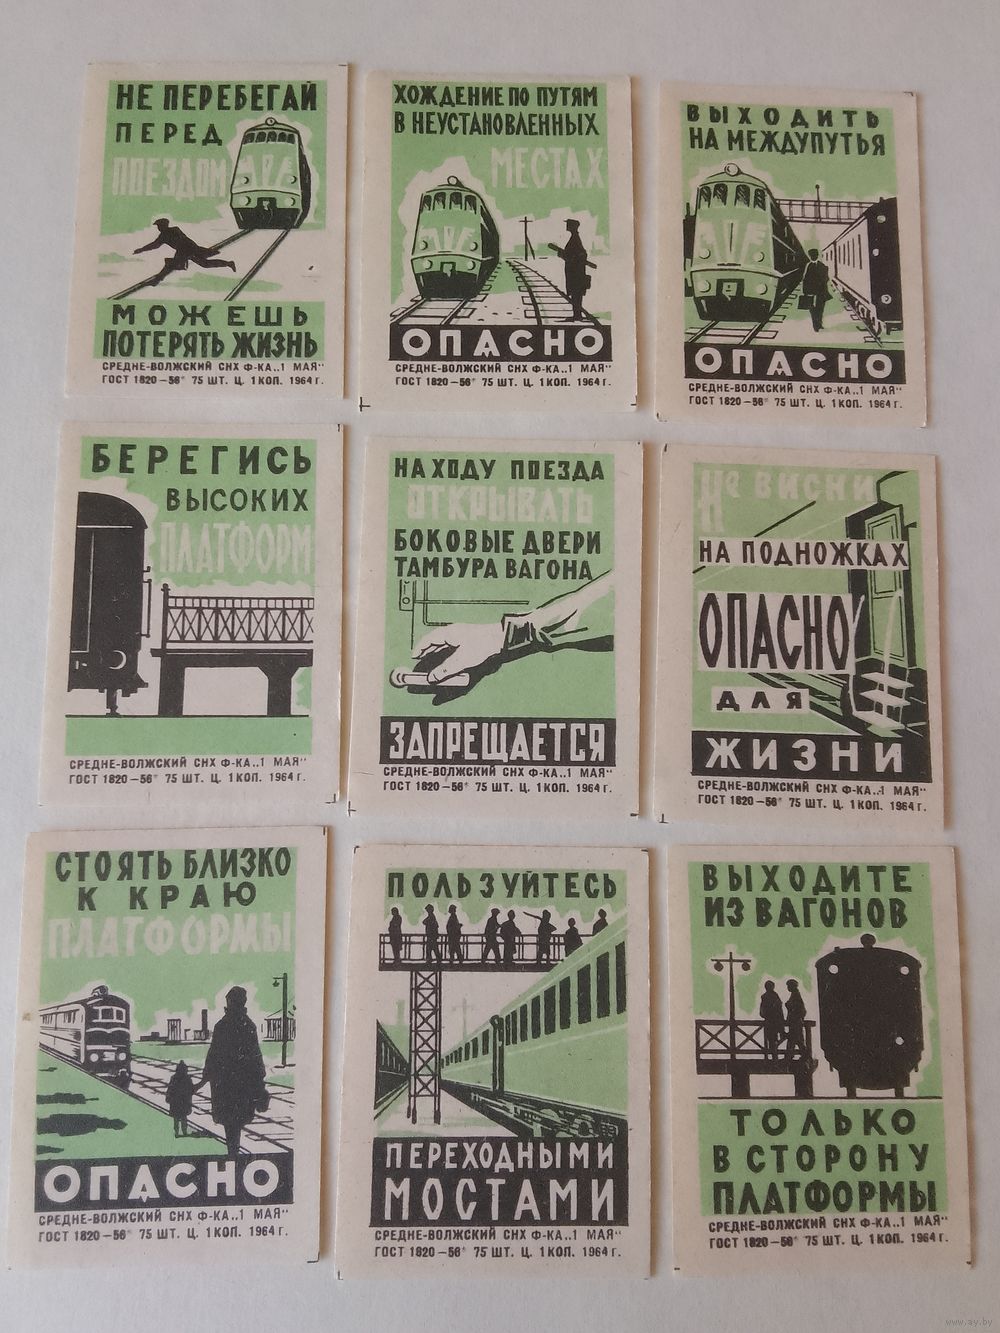 НЕ ПЕРЕБЕГАЙ
ПЕРЕД
ПОЕЗДОМ
МОЖЕШЬ
ПОТЕРЯТЬ ЖИЗНЬ
СРЕДНЕ-ВОЛЖСКИЙ СНХ Ф-КА „1 МАЯ"
ГОСТ 1820—56* 75 ШТ. Ц. 1 КОП. 1964 г.
ХОЖДЕНИЕ ПО ПУТЯМ
В НЕУСТАНОВЛЕННЫХ
МЕСТАХ
ОПАСНО
СРЕДНЕ-ВОЛЖСКИЙ СНХ Ф-КА „1 МАЯ"
ГОСТ 1820—56* 75 ШТ. Ц. 1 КОП. 1964 г.
ВЫХОДИТЬ
НА МЕЖДУПУТЬЯ
ОПАСНО
СРЕДНЕ-ВОЛЖСКИЙ СНХ Ф-КА „1 МАЯ"
ГОСТ 1820—56* 75 ШТ. Ц. 1 КОП. 1964 г.
БЕРЕГИСЬ
ВЫСОКИХ
ПЛАТФОРМ
СРЕДНЕ-ВОЛЖСКИЙ СНХ Ф-КА „1 МАЯ"
ГОСТ 1820—56* 75 ШТ. Ц. 1 КОП. 1964 г.
НА ХОДУ ПОЕЗДА
ОТКРЫВАТЬ
БОКОВЫЕ ДВЕРИ
ТАМБУРА ВАГОНА
ЗАПРЕЩАЕТСЯ
СРЕДНЕ-ВОЛЖСКИЙ СНХ Ф-КА „1 МАЯ"
ГОСТ 1820—56* 75 ШТ. Ц. 1 КОП. 1964 г.
Не висни
НА ПОДНОЖКАХ
ОПАСНО
ДЛЯ
ЖИЗНИ
СРЕДНЕ-ВОЛЖСКИЙ СНХ Ф-КА „1 МАЯ"
ГОСТ 1820—56* 75 ШТ. Ц. 1 КОП. 1964 г.
СТОЯТЬ БЛИЗКО
К КРАЮ
ПЛАТФОРМЫ
ОПАСНО
СРЕДНЕ-ВОЛЖСКИЙ СНХ Ф-КА „1 МАЯ"
ГОСТ 1820—56* 75 ШТ. Ц. 1 КОП. 1964 г.
ПОЛЬЗУЙТЕСЬ
ПЕРЕХОДНЫМИ
МОСТАМИ
СРЕДНЕ-ВОЛЖСКИЙ СНХ Ф-КА „1 МАЯ"
ГОСТ 1820—56* 75 ШТ. Ц. 1 КОП. 1964 г.
ВЫХОДИТЕ
ИЗ ВАГОНОВ
ТОЛЬКО
В СТОРОНУ
ПЛАТФОРМЫ
СРЕДНЕ-ВОЛЖСКИЙ СНХ Ф-КА „1 МАЯ"
ГОСТ 1820—56* 75 ШТ. Ц. 1 КОП. 1964 г.
www.ay.by